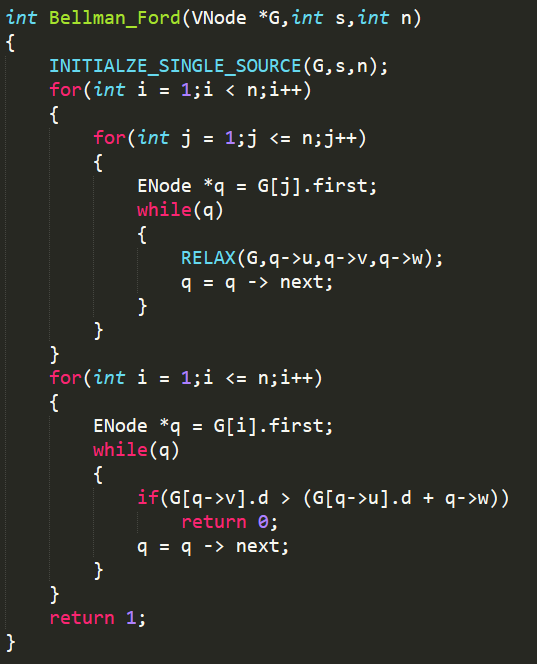 int Bellman_Ford(VNode *G,int s,int n)
{
    INITIALZE_SINGLE_SOURCE(G,s,n);
    for(int i = 1;i < n;i++)
    {
        for(int j = 1;j <= n;j++)
        {
            ENode *q = G[j].first;
            while(q)
            {
                RELAX(G,q->u,q->v,q->w);
                q = q -> next;
            }
        }
    }
    for(int i = 1;i <= n;i++)
    {
        ENode *q = G[i].first;
        while(q)
        {
            if(G[q->v].d > (G[q->u].d + q->w))
                return 0;
            q = q -> next;
        }
    }
    return 1;
}